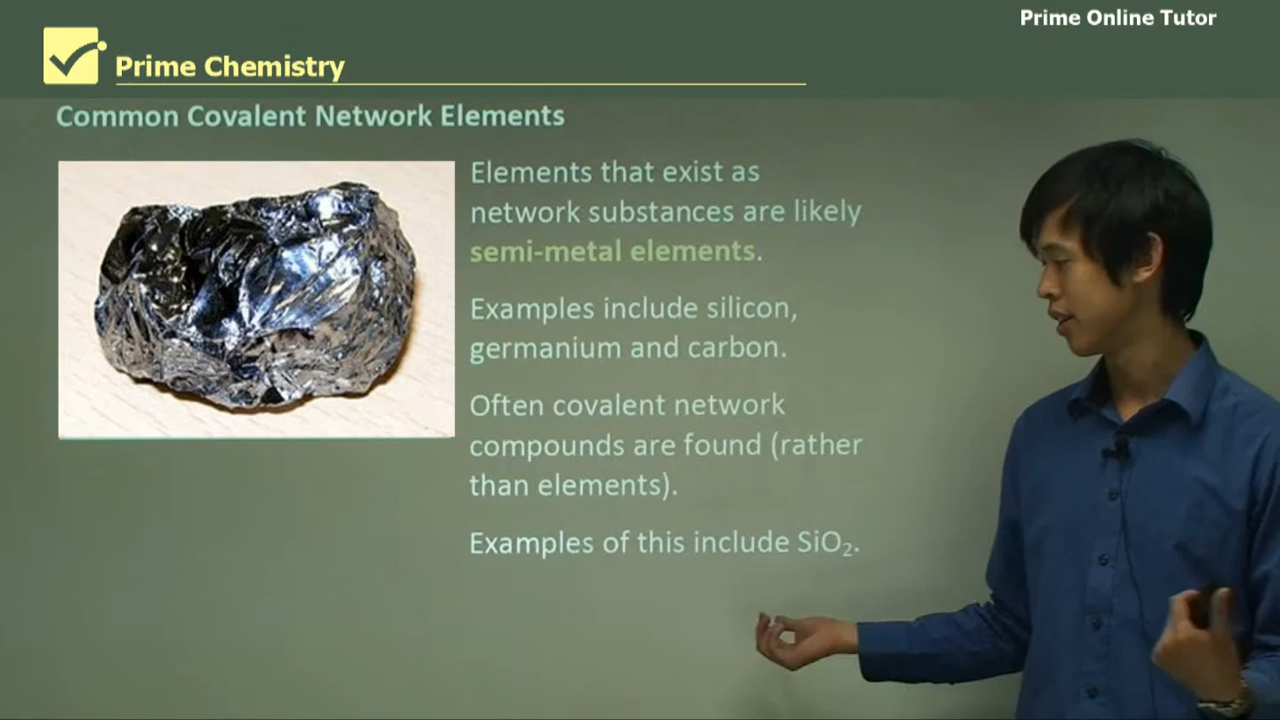 Prime Online Tutor
Prime Chemistry
Common Covalent Network Elements
Elements that exist as
network substances are likely
semi-metal elements.
Examples include silicon,
germanium and carbon.
Often covalent network
compounds are found (rather
than elements).
Examples of this include SiO₂.